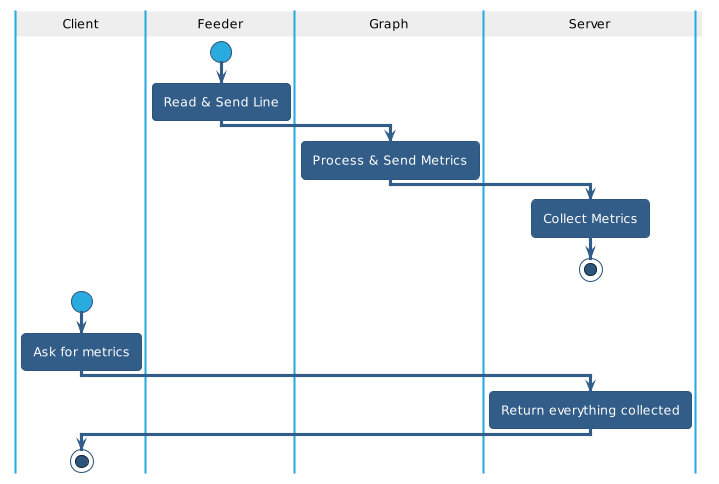 Client
Feeder
Graph
Server
Read & Send Line
Process & Send Metrics
Collect Metrics
Ask for metrics
Return everything collected